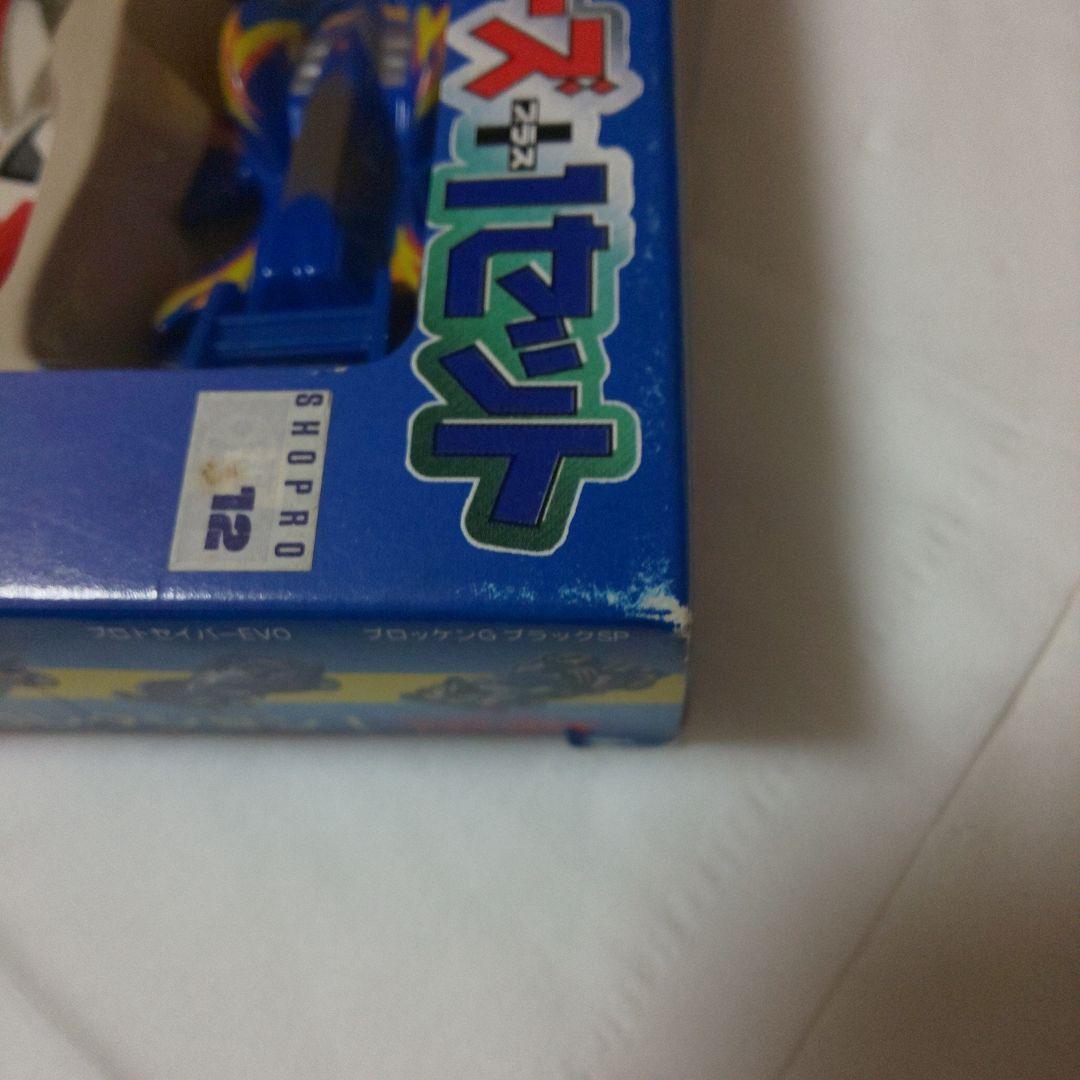 ーズ
プラス
+1セット
SHOPRO
12
プロトセイバーEVO
ブロッケンG ブラックSP